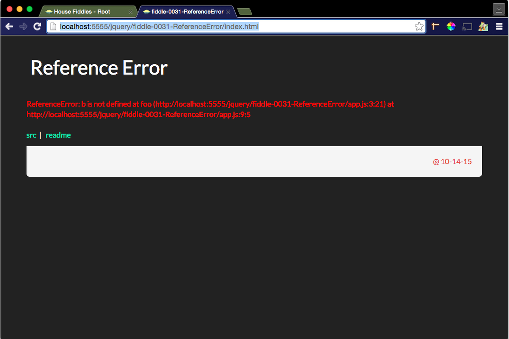 House Fiddles - Root
fiddle-0031-ReferenceError
localhost:5555/jquery/fiddle-0031-ReferenceError/index.html
Reference Error
ReferenceError: b is not defined at foo (http://localhost:5555/jquery/fiddle-0031-ReferenceError/app.js:3:21) at
http://localhost:5555/jquery/fiddle-0031-ReferenceError/app.js:9:5
src | readme
@ 10-14-15